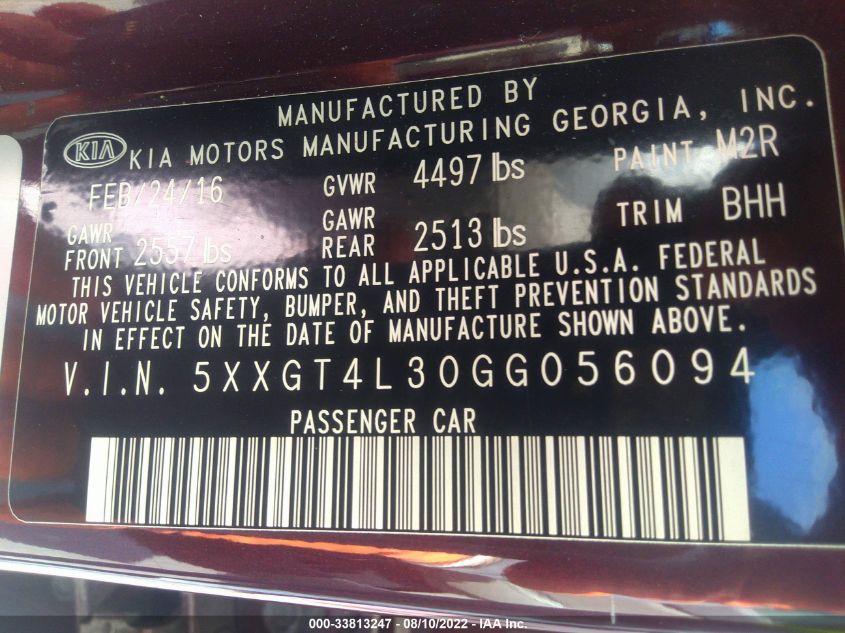 MANUFACTURED BY
KIA KIA MOTORS MANUFACTURING GEORGIA, INC.
FEB/24/16 GVWR 4497 lbs PAINT M2R
GAWR FRONT 2557 lbs GAWR REAR 2513 lbs TRIM BHH
THIS VEHICLE CONFORMS TO ALL APPLICABLE U.S.A. FEDERAL
MOTOR VEHICLE SAFETY, BUMPER, AND THEFT PREVENTION STANDARDS
IN EFFECT ON THE DATE OF MANUFACTURE SHOWN ABOVE.
V.I.N. 5XXGT4L30GG056094
PASSENGER CAR
000-33813247 - 08/10/2022 - IAA Inc.